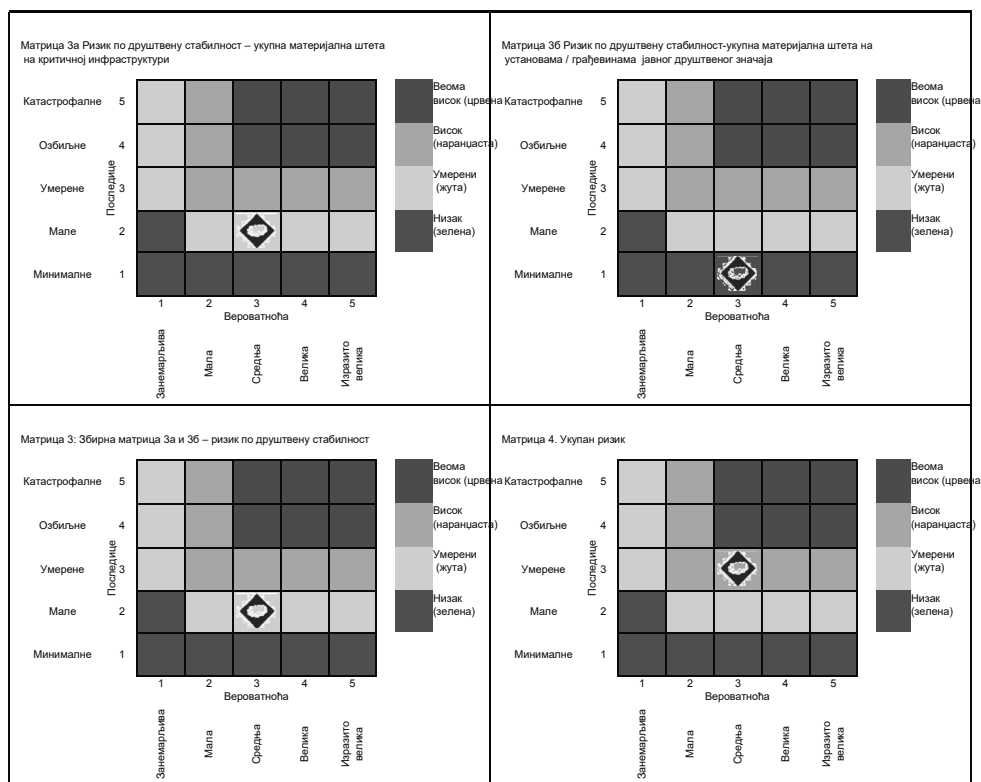 Матрица 3а Ризик по друштвену стабилност – укупна материјална штета
на критичној инфраструктури
Катастрофалне 5
Озбиљне 4
Умерене 3
Мале 2
Минималне 1
Последице
1 2 3 4 5
Вероватноћа
Занемарљива
Мала
Средња
Велика
Изразито
велика
Веома
висок (црвена
Висок
(наранџаста)
Умерени
(жута)
Низак
(зелена)
Матрица 3б Ризик по друштвену стабилност-укупна материјална штета на
установама / грађевинама јавног друштвеног значаја
Катастрофалне 5
Озбиљне 4
Умерене 3
Мале 2
Минималне 1
Последице
1 2 3 4 5
Вероватноћа
Занемарљива
Мала
Средња
Велика
Изразито
велика
Веома
висок (црвена
Висок
(наранџаста)
Умерени
(жута)
Низак
(зелена)
Матрица 3: Збирна матрица 3а и 3б – ризик по друштвену стабилност
Катастрофалне 5
Озбиљне 4
Умерене 3
Мале 2
Минималне 1
Последице
1 2 3 4 5
Вероватноћа
Занемарљива
Мала
Средња
Велика
Изразито
велика
Веома
висок (црвена
Висок
(наранџаста)
Умерени
(жута)
Низак
(зелена)
Матрица 4. Укупан ризик
Катастрофалне 5
Озбиљне 4
Умерене 3
Мале 2
Минималне 1
Последице
1 2 3 4 5
Вероватноћа
Занемарљива
Мала
Средња
Велика
Изразито
велика
Веома
висок (црвена
Висок
(наранџаста)
Умерени
(жута)
Низак
(зелена)